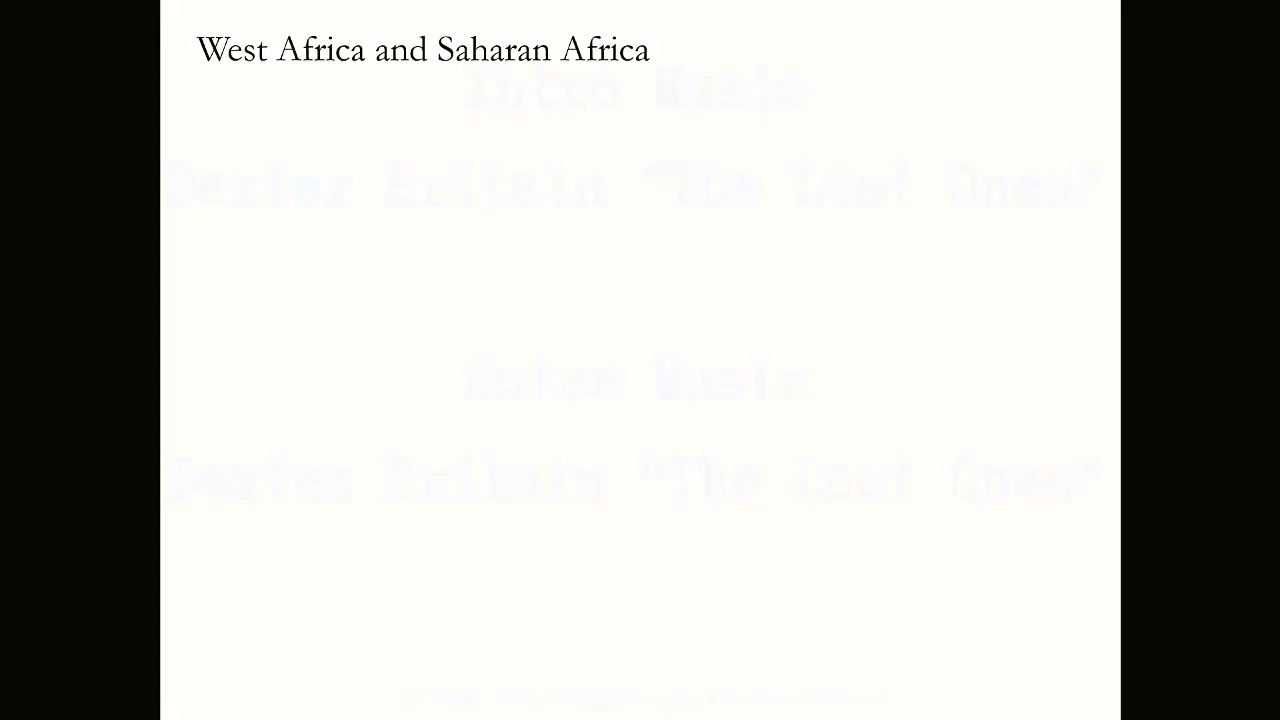 West Africa and Saharan Africa
Intro Music
Dexter Britain "The Lost Ones"
Outro Music
Dexter Britain "The Lost Ones"